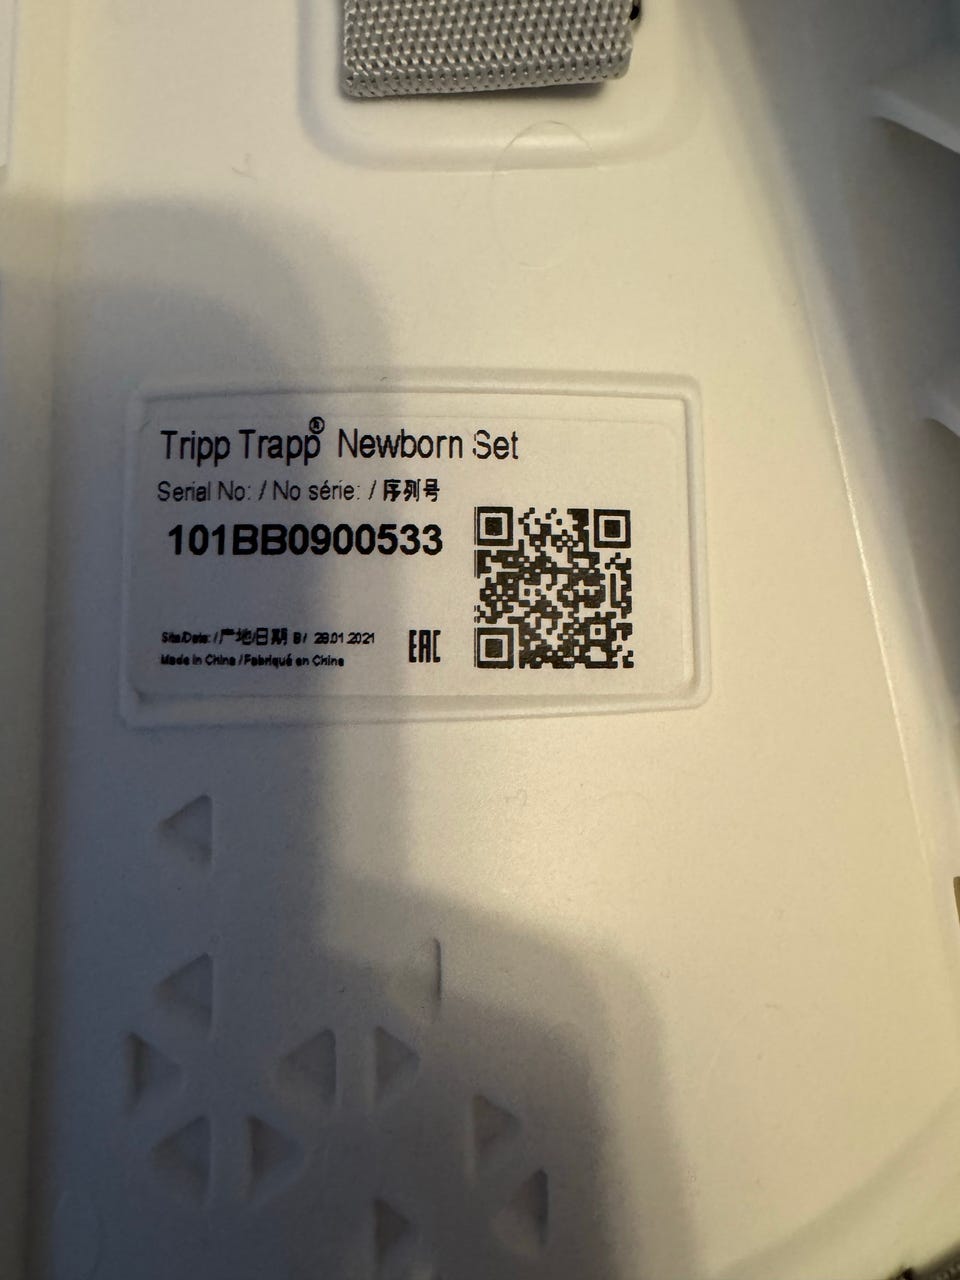 Tripp Trapp® Newborn Set
Serial No: / No série: / 序列号
101BB0900533
Site/Date: /产地/日期 B/ 29.01.2021
Made in China / Fabriqué en China
EAC